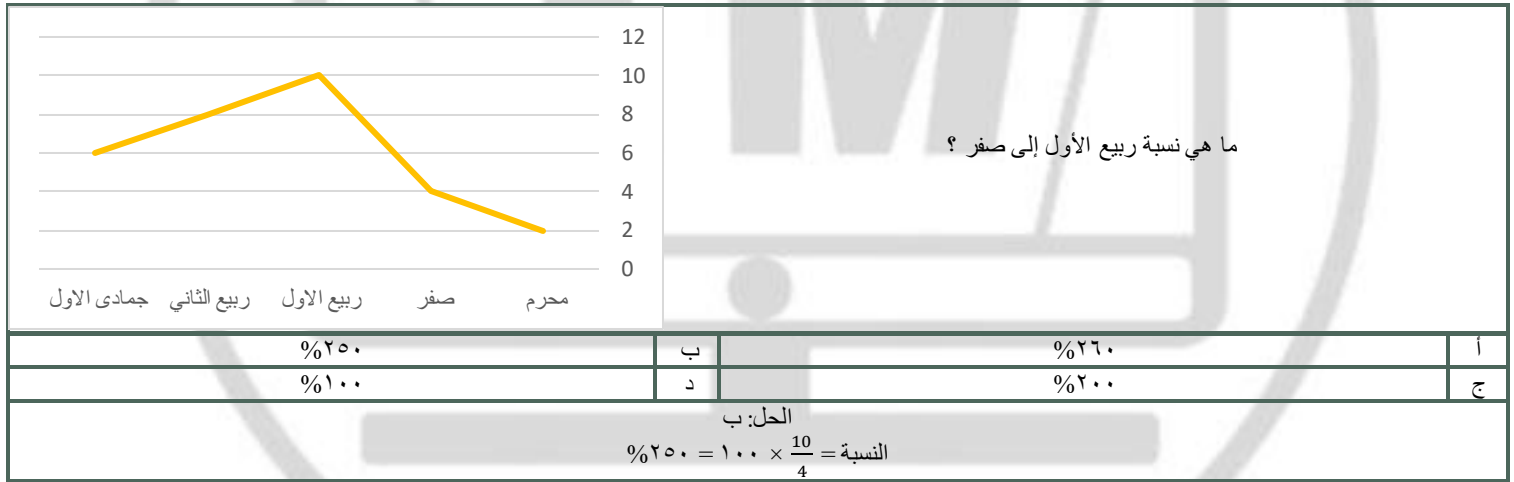 12
10
8
6
4
2
0
محرم
صفر
ربيع الاول
ربيع الثاني
جمادى الاول
ما هي نسبة ربيع الأول إلى صفر ؟
أ ٢٦٠% ب ٢٥٠%
ج ٢٠٠% د ١٠٠%
الحل: ب
النسبة = 10/4 × ١٠٠ = ٢٥٠%